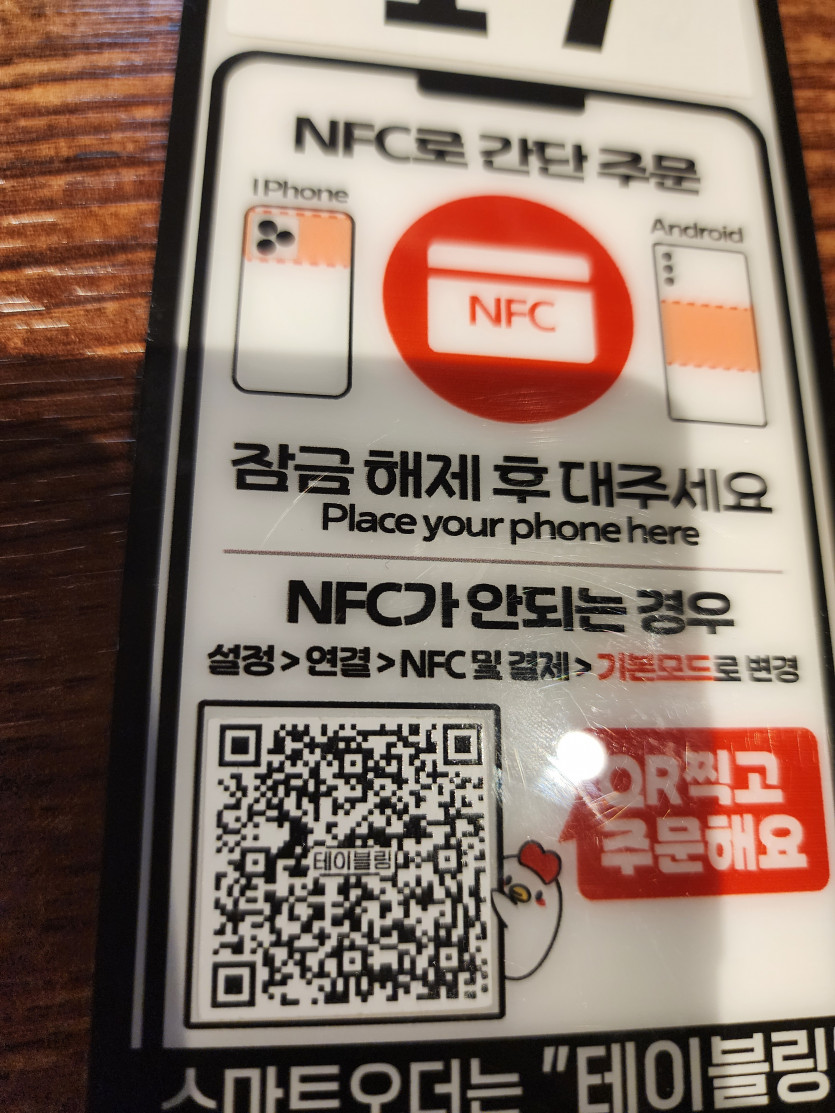 17
NFC로 간단 주문
I Phone
Android
NFC
잠금 해제 후 대주세요
Place your phone here
NFC가 안되는 경우
설정 > 연결 > NFC 및 결제 > 기본모드로 변경
테이블링
QR찍고
주문해요
스마트오더는 "테이블링"